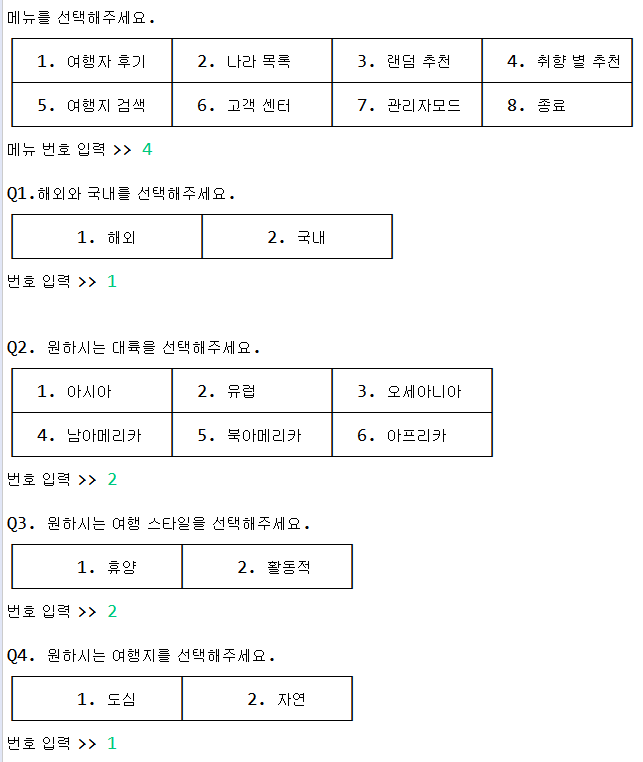 메뉴를 선택해주세요.
1. 여행자 후기 2. 나라 목록 3. 랜덤 추천 4. 취향 별 추천
5. 여행지 검색 6. 고객 센터 7. 관리자모드 8. 종료
메뉴 번호 입력 >> 4
Q1.해외와 국내를 선택해주세요.
1. 해외 2. 국내
번호 입력 >> 1
Q2. 원하시는 대륙을 선택해주세요.
1. 아시아 2. 유럽 3. 오세아니아
4. 남아메리카 5. 북아메리카 6. 아프리카
번호 입력 >> 2
Q3. 원하시는 여행 스타일을 선택해주세요.
1. 휴양 2. 활동적
번호 입력 >> 2
Q4. 원하시는 여행지를 선택해주세요.
1. 도심 2. 자연
번호 입력 >> 1